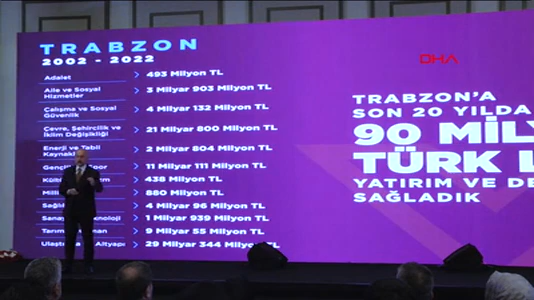 DHA
TRABZON
2002 - 2022
Adalet > 493 Milyon TL
Aile ve Sosyal
Hizmetler > 3 Milyar 903 Milyon TL
Çalışma ve Sosyal
Güvenlik > 4 Milyar 132 Milyon TL
Çevre, Şehircilik ve
İklim Değişikliği > 21 Milyar 800 Milyon TL
Enerji ve Tabii
> 2 Milyar 804 Milyon TL
> 11 Milyar 111 Milyon TL
> 438 Milyon TL
> 880 Milyon TL
> 4 Milyar 96 Milyon TL
> 1 Milyar 939 Milyon TL
> 9 Milyar 55 Milyon TL
> 29 Milyar 344 Milyon TL
TRABZON'A
SON 20 YILDA
90
TÜRK
YATIRIM VE
SAĞLADIK